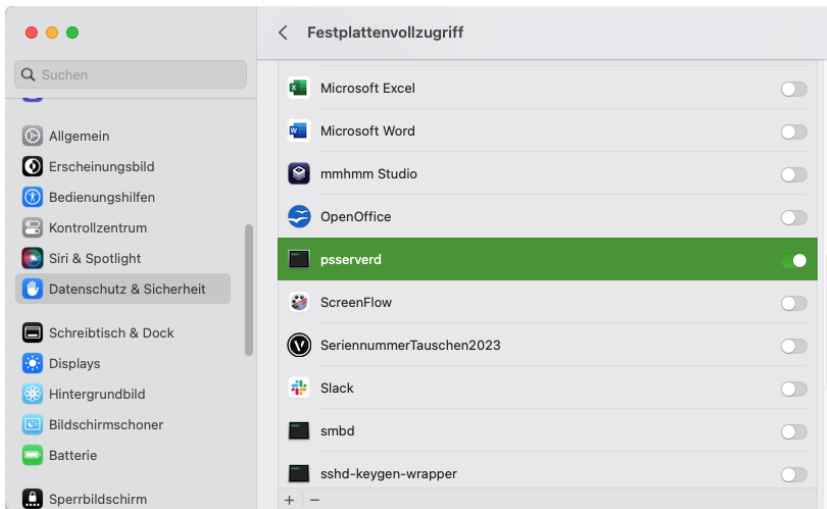 Festplattenvollzugriff
Suchen
Allgemein
Erscheinungsbild
Bedienungshilfen
Kontrollzentrum
Siri & Spotlight
Datenschutz & Sicherheit
Schreibtisch & Dock
Displays
Hintergrundbild
Bildschirmschoner
Batterie
Sperrbildschirm
Microsoft Excel
Microsoft Word
mmhmm Studio
OpenOffice
psserverd
ScreenFlow
SeriennummerTauschen2023
Slack
smbd
sshd-keygen-wrapper